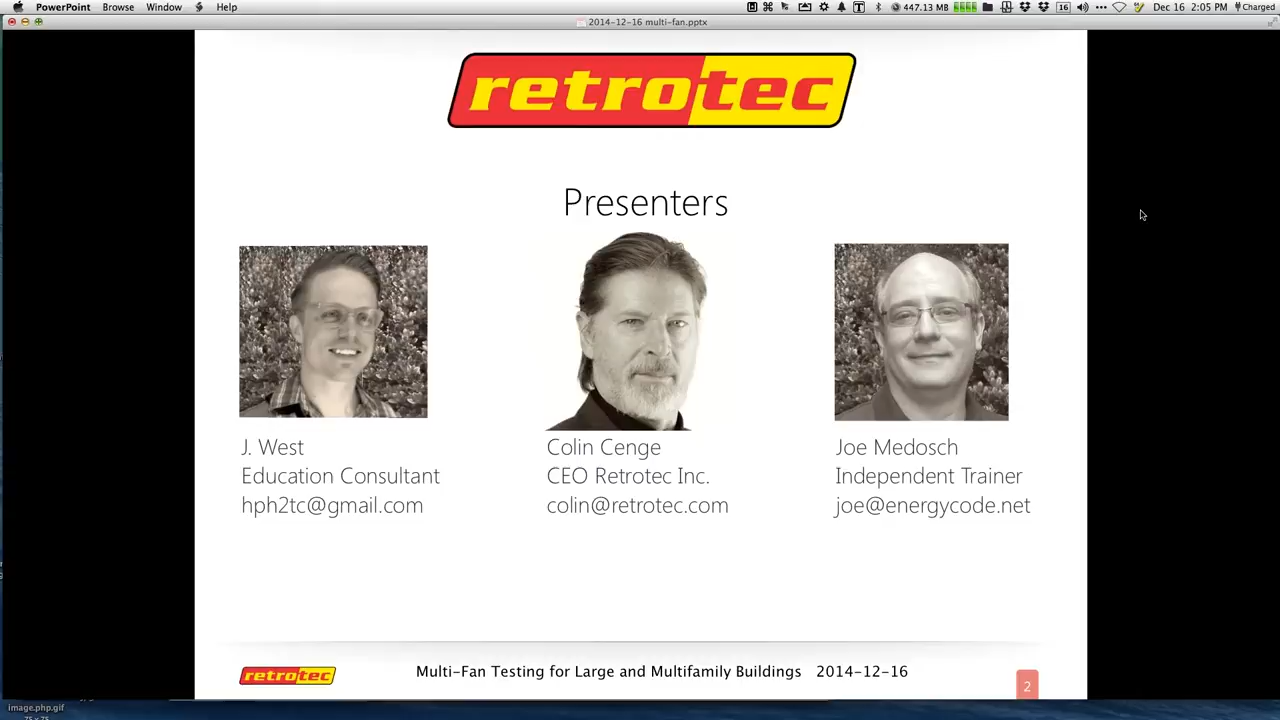 PowerPoint Browse Window Help
447.13 MB 16 Dec 16 2:05 PM Charged
2014-12-16 multi-fan.pptx
retrotec
Presenters
J. West
Education Consultant
hph2tc@gmail.com
Colin Cenge
CEO Retrotec Inc.
colin@retrotec.com
Joe Medosch
Independent Trainer
joe@energycode.net
retrotec
Multi-Fan Testing for Large and Multifamily Buildings 2014-12-16
2
image.php.gif